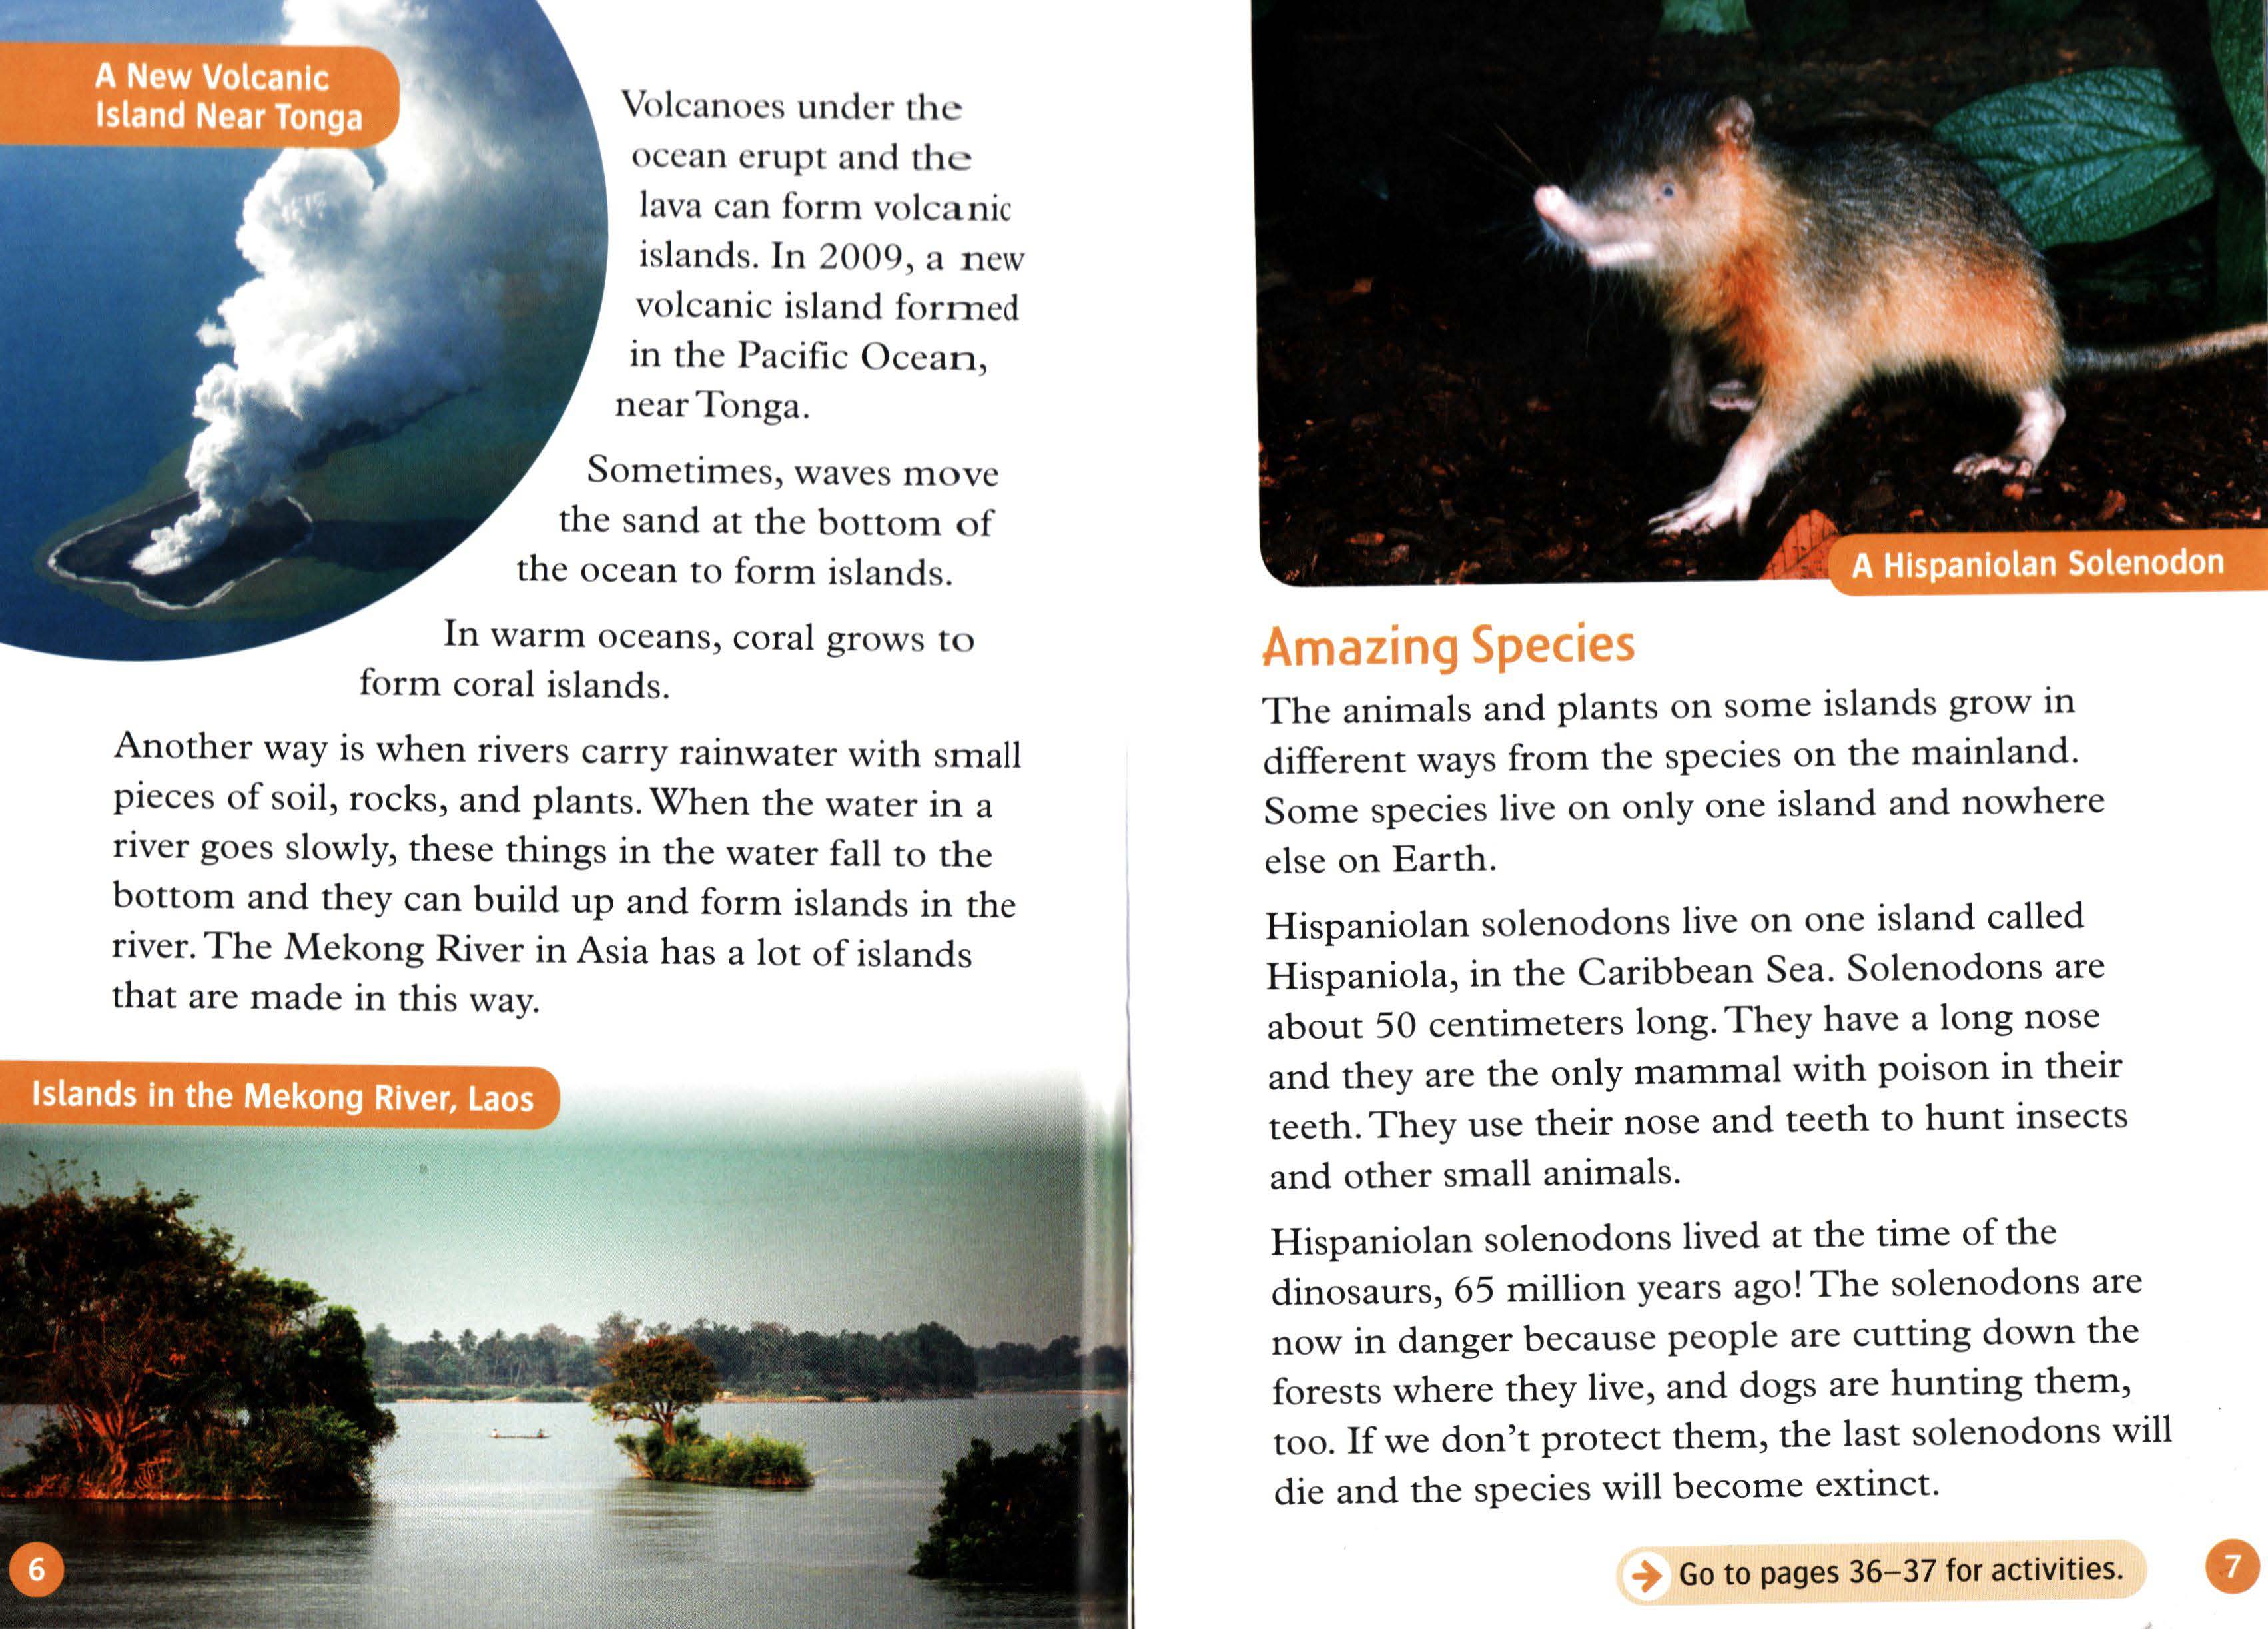 A New Volcanic
Island Near Tonga
Volcanoes under the
ocean erupt and the
lava can form volcanic
islands. In 2009, a new
volcanic island formed
in the Pacific Ocean,
near Tonga.
Sometimes, waves move
the sand at the bottom of
the ocean to form islands.
In warm oceans, coral grows to
form coral islands.
Another way is when rivers carry rainwater with small
pieces of soil, rocks, and plants. When the water in a
river goes slowly, these things in the water fall to the
bottom and they can build up and form islands in the
river. The Mekong River in Asia has a lot of islands
that are made in this way.
Islands in the Mekong River, Laos
6
A Hispaniolan Solenodon
Amazing Species
The animals and plants on some islands grow in
different ways from the species on the mainland.
Some species live on only one island and nowhere
else on Earth.
Hispaniolan solenodons live on one island called
Hispaniola, in the Caribbean Sea. Solenodons are
about 50 centimeters long. They have a long nose
and they are the only mammal with poison in their
teeth. They use their nose and teeth to hunt insects
and other small animals.
Hispaniolan solenodons lived at the time of the
dinosaurs, 65 million years ago! The solenodons are
now in danger because people are cutting down the
forests where they live, and dogs are hunting them,
too. If we don't protect them, the last solenodons will
die and the species will become extinct.
Go to pages 36–37 for activities.
7